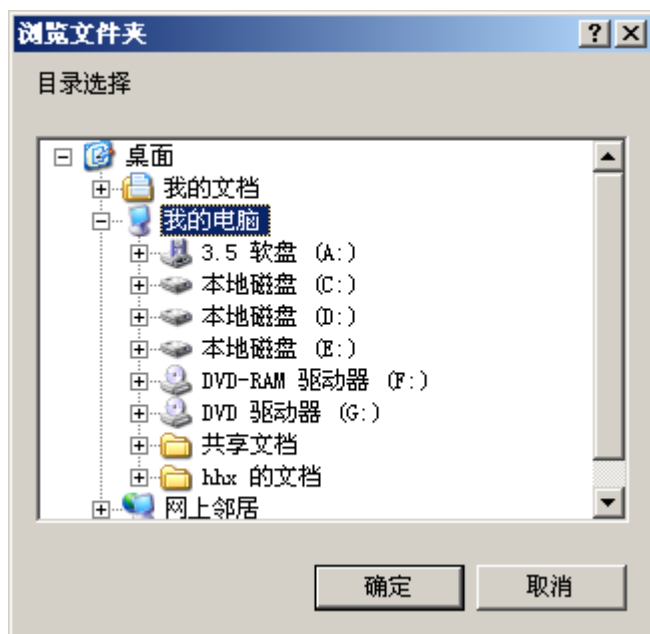 浏览文件夹
目录选择
桌面
我的文档
我的电脑
3.5 软盘 (A:)
本地磁盘 (C:)
本地磁盘 (D:)
本地磁盘 (E:)
DVD-RAM 驱动器 (F:)
DVD 驱动器 (G:)
共享文档
hhx 的文档
网上邻居
确定 取消